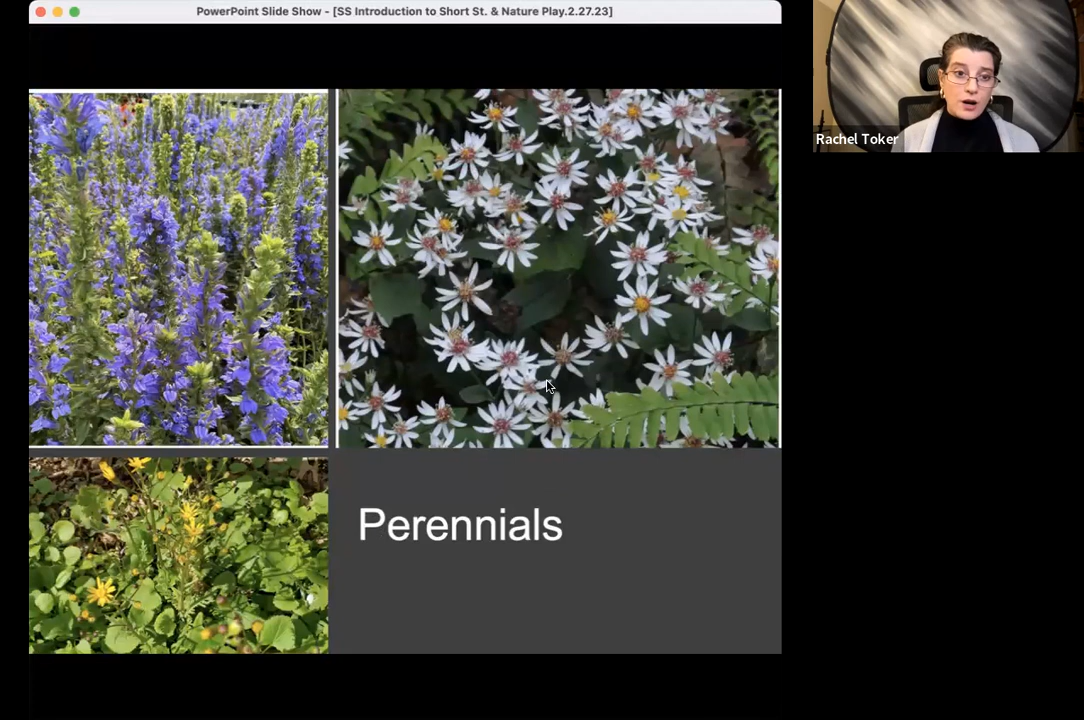 PowerPoint Slide Show - [SS Introduction to Short St. & Nature Play.2.27.23]
Rachel Toker
Perennials